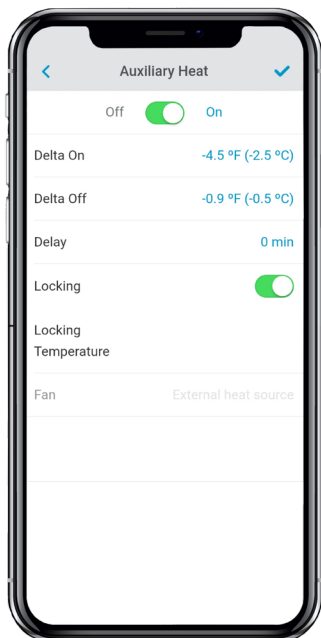 Auxiliary Heat
Off On
Delta On -4.5 ºF (-2.5 ºC)
Delta Off -0.9 ºF (-0.5 ºC)
Delay 0 min
Locking
Locking
Temperature
Fan External heat source